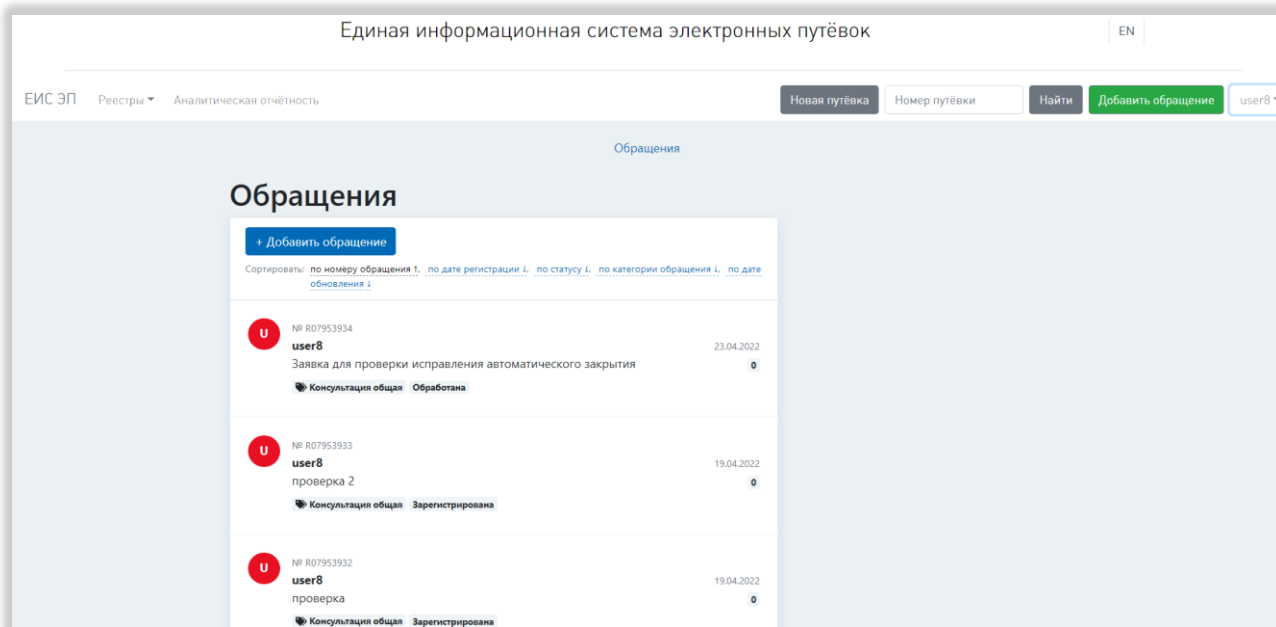 Единая информационная система электронных путёвок
EN
ЕИС ЭП Реестры Аналитическая отчётность Новая путёвка Номер путёвки Найти Добавить обращение user8
Обращения
Обращения
+ Добавить обращение
Сортировать: по номеру обращения ↑, по дате регистрации ↓, по статусу ↓, по категории обращения ↓, по дате
обновления ↓
U
№ R07953934
user8
23.04.2022
Заявка для проверки исправления автоматического закрытия
0
Консультация общая Обработана
U
№ R07953933
user8
19.04.2022
проверка 2
0
Консультация общая Зарегистрирована
U
№ R07953932
user8
19.04.2022
проверка
0
Консультация общая Зарегистрирована